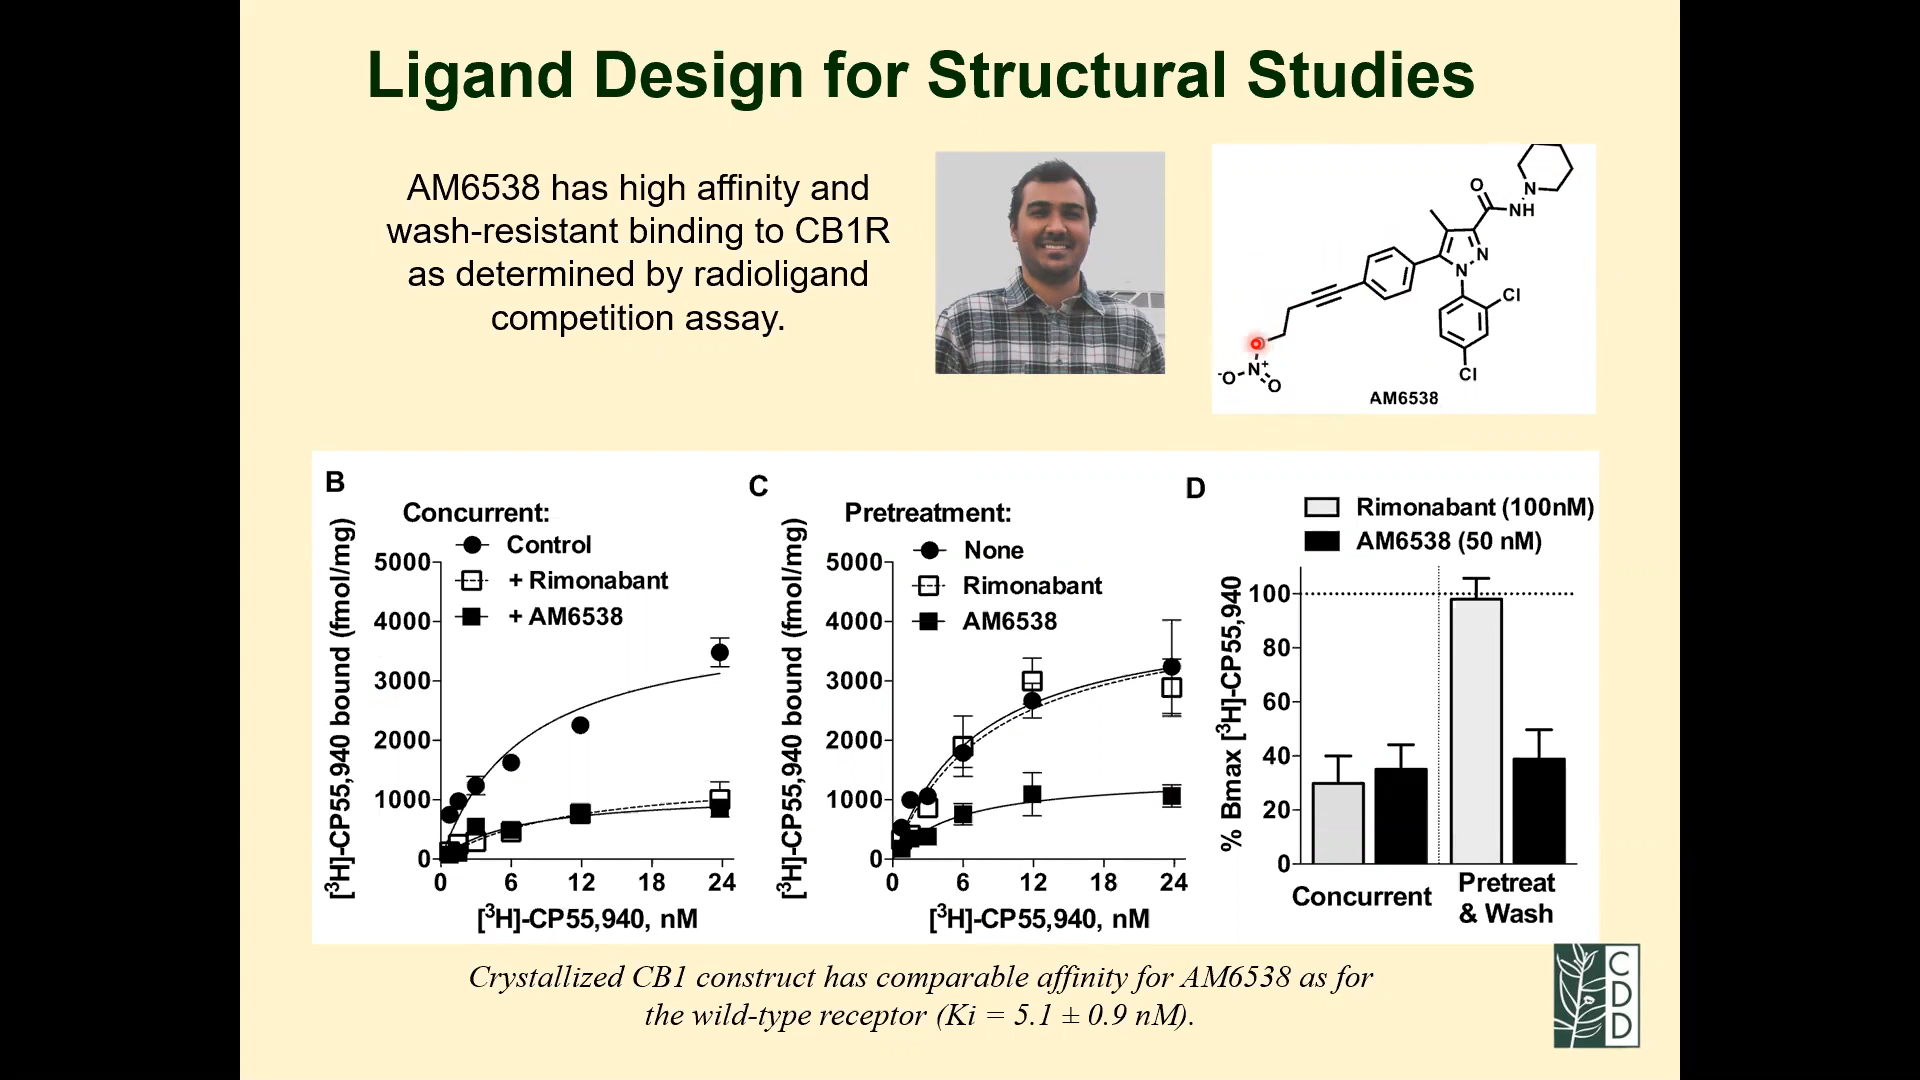 Ligand Design for Structural Studies
AM6538 has high affinity and
wash-resistant binding to CB1R
as determined by radioligand
competition assay.
N
O
NH
N
N
Cl
Cl
N+
-O
O
AM6538
B
Concurrent:
Control
+ Rimonabant
+ AM6538
[3H]-CP55,940 bound (fmol/mg)
5000
4000
3000
2000
1000
0
0 6 12 18 24
[3H]-CP55,940, nM
C
Pretreatment:
None
Rimonabant
AM6538
[3H]-CP55,940 bound (fmol/mg)
5000
4000
3000
2000
1000
0
0 6 12 18 24
[3H]-CP55,940, nM
D
Rimonabant (100nM)
AM6538 (50 nM)
% Bmax [3H]-CP55,940
100
80
60
40
20
0
Concurrent
Pretreat
& Wash
Crystallized CB1 construct has comparable affinity for AM6538 as for
the wild-type receptor (Ki = 5.1 ± 0.9 nM).
C
D
D